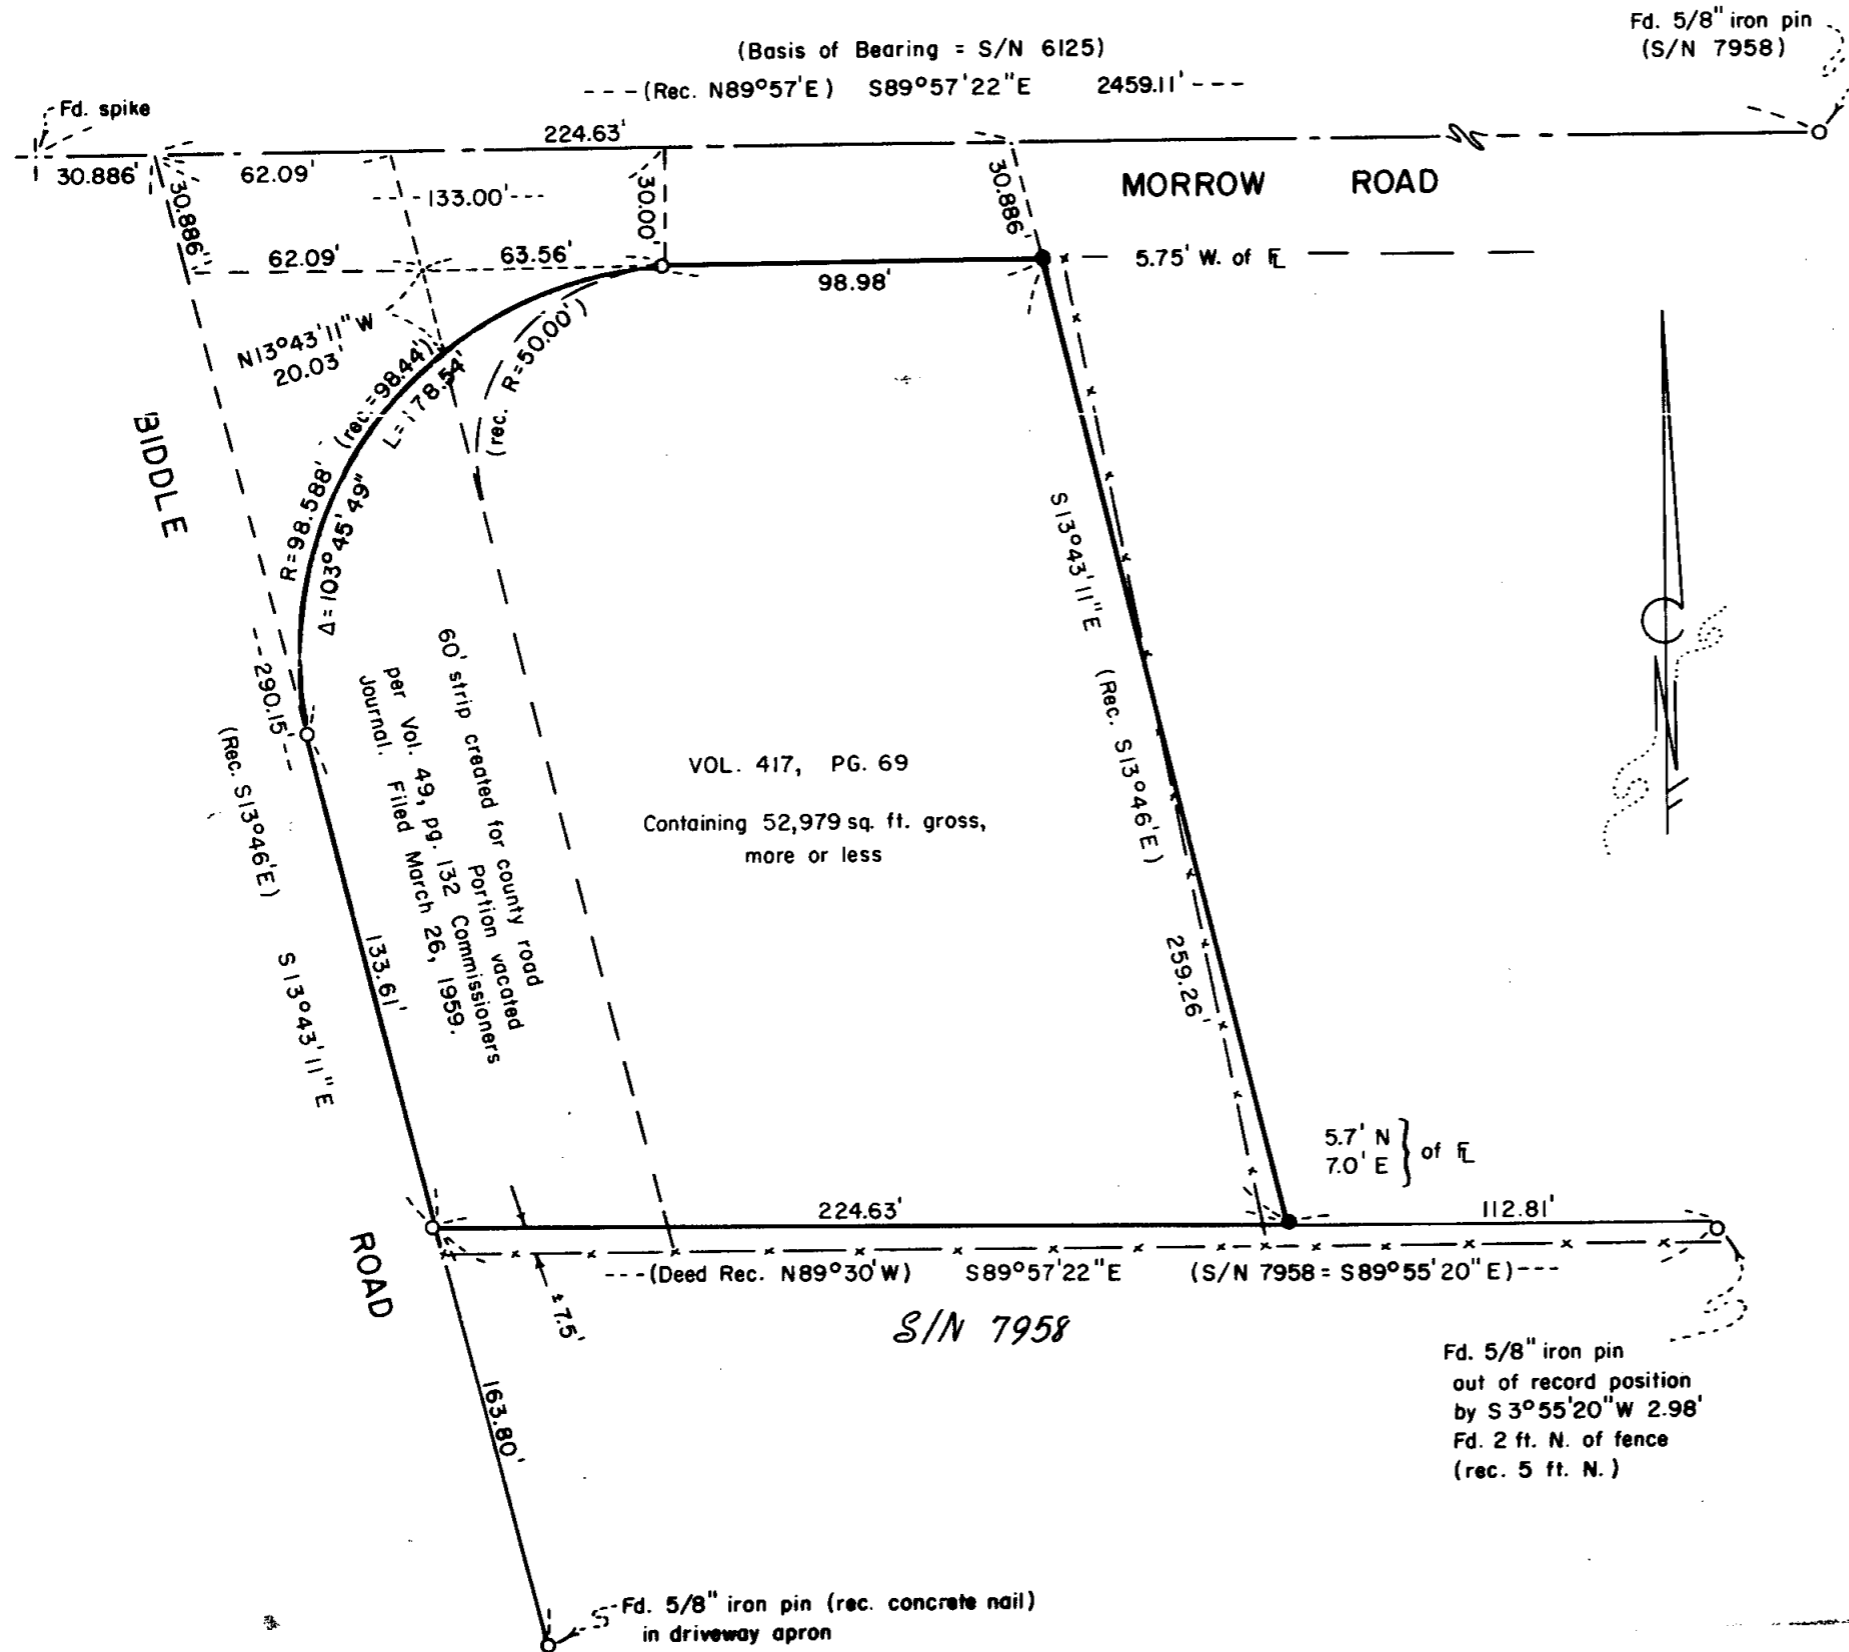 Fd. 5/8" iron pin
(S/N 7958)
(Basis of Bearing = S/N 6125)
---(Rec. N89°57'E) S89°57'22"E 2459.11'---
Fd. spike
224.63'
30.886'
62.09'
---133.00'---
30.886'
30.00'
30.886'
MORROW ROAD
62.09'
63.56'
98.98'
5.75' W. of FL
N13°43'11"W
20.03'
(rec.=98.44')
R=98.588'
L=178.54'
Δ=103°45'49"
(rec. R=50.00')
BIDDLE
S13°43'11"E (Rec. S13°46'E)
259.26'
--290.15'--
(Rec. S13°46'E) S13°43'11"E
133.61'
60' strip created for county road
Portion vacated
per Vol. 49, pg. 132 Commissioners
Journal. Filed March 26, 1959.
VOL. 417, PG. 69
Containing 52,979 sq. ft. gross,
more or less
N
5.7' N
7.0' E } of FL
224.63'
112.81'
ROAD
---(Deed Rec. N89°30'W) S89°57'22"E (S/N 7958 = S89°55'20"E)---
±7.5'
S/N 7958
163.80'
Fd. 5/8" iron pin
out of record position
by S3°55'20"W 2.98'
Fd. 2 ft. N. of fence
(rec. 5 ft. N.)
Fd. 5/8" iron pin (rec. concrete nail)
in driveway apron